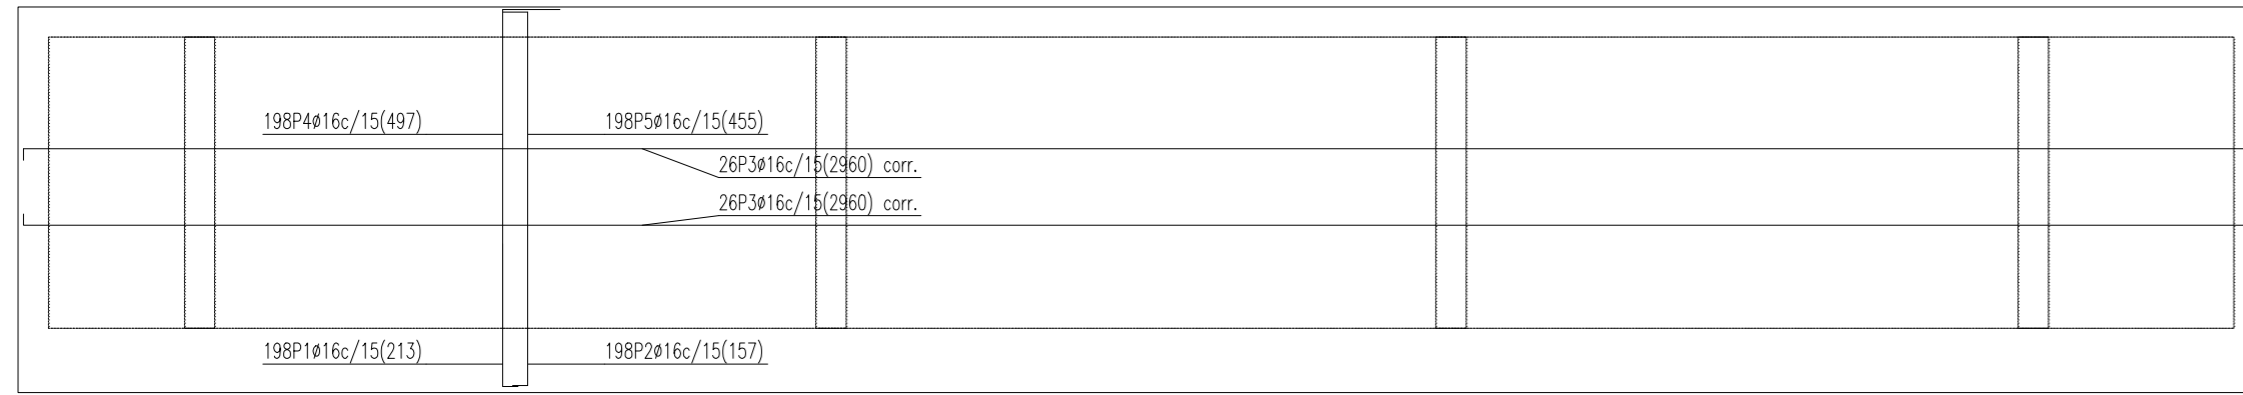 198P4ø16c/15(497)
198P5ø16c/15(455)
26P3ø16c/15(2960) corr.
26P3ø16c/15(2960) corr.
198P1ø16c/15(213)
198P2ø16c/15(157)